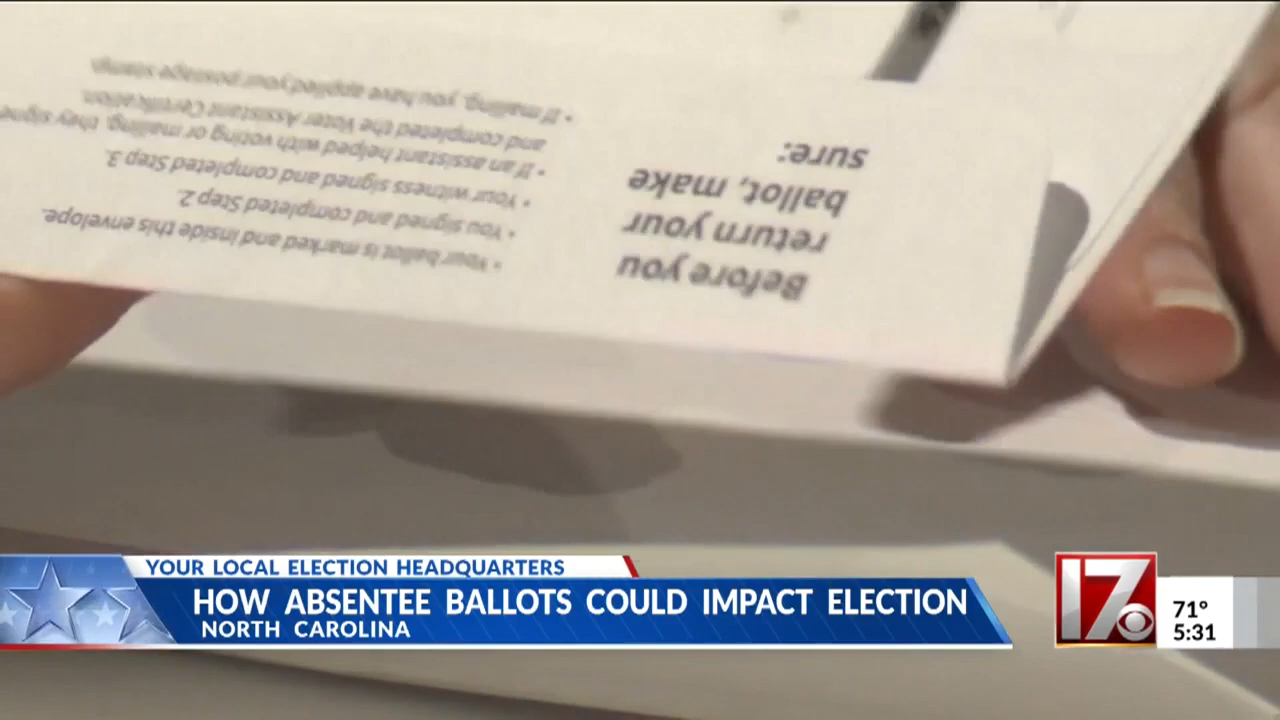 Before you
return your
ballot, make
sure:
• Your ballot is marked and inside this envelope.
• You signed and completed Step 2.
• Your witness signed and completed Step 3.
• If an assistant helped with voting or mailing, they signe
and completed the Voter Assistant Certification.
• If mailing, you have applied your postage stamp.
YOUR LOCAL ELECTION HEADQUARTERS
HOW ABSENTEE BALLOTS COULD IMPACT ELECTION
NORTH CAROLINA
17
71°
5:31